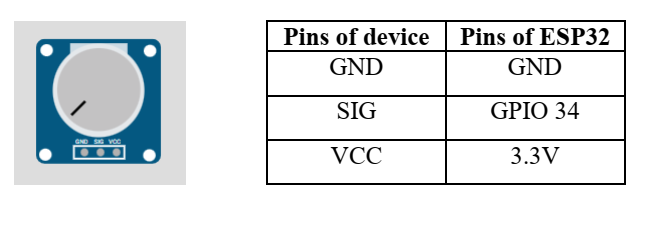 GND SIG VCC
Pins of device Pins of ESP32
GND GND
SIG GPIO 34
VCC 3.3V